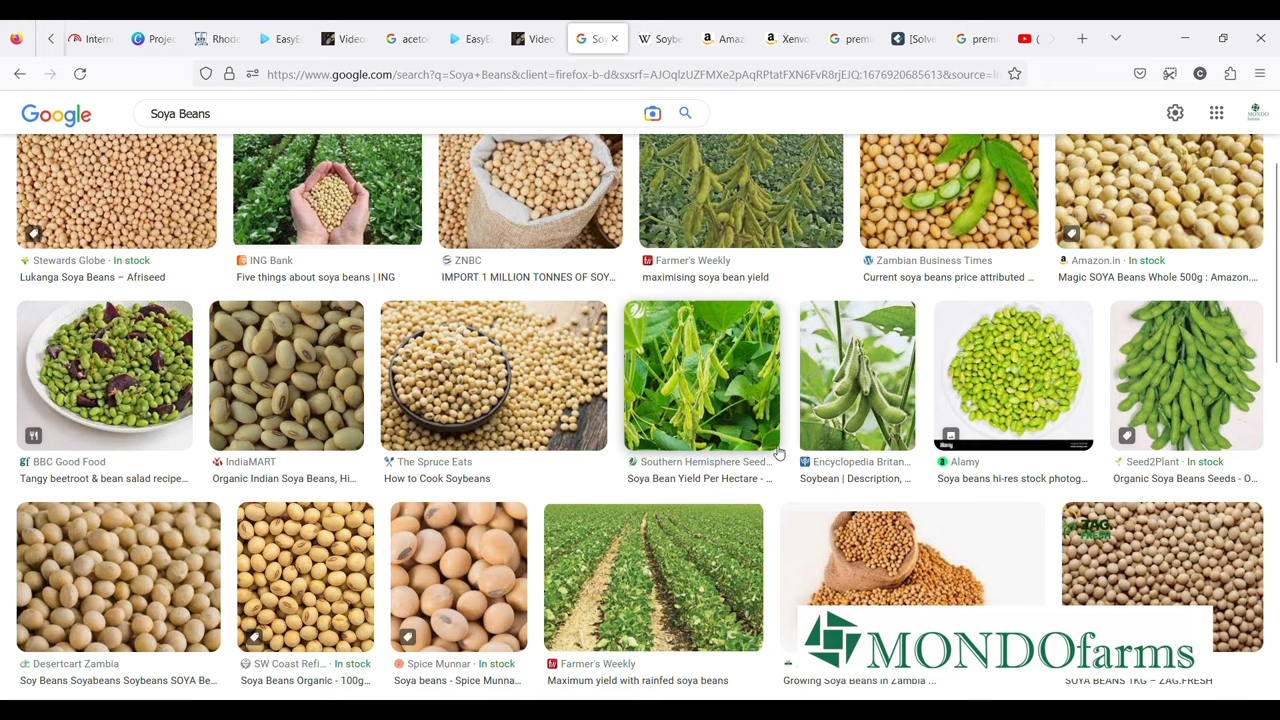 Intern
Projec
Rhode
EasyE
Video
aceto
EasyE
Video
Soy
Soybe
Amaz
Xenvo
premi
[Solve
premi
(
https://www.google.com/search?q=Soya+Beans&client=firefox-b-d&sxsrf=AJOqlzUZFMXe2pAqRPtatFXN6FvR8rjEJQ:1676920685613&source=ln
Google
Soya Beans
MONDO
farms
Stewards Globe · In stock
Lukanga Soya Beans – Afriseed
ING Bank
Five things about soya beans | ING
ZNBC
IMPORT 1 MILLION TONNES OF SOY...
Farmer's Weekly
maximising soya bean yield
Zambian Business Times
Current soya beans price attributed ...
Amazon.in · In stock
Magic SOYA Beans Whole 500g : Amazon....
BBC Good Food
Tangy beetroot & bean salad recipe...
IndiaMART
Organic Indian Soya Beans, Hi...
The Spruce Eats
How to Cook Soybeans
Southern Hemisphere Seed...
Soya Bean Yield Per Hectare - ...
Encyclopedia Britan...
Soybean | Description, ...
alamy
Alamy
Soya beans hi-res stock photog...
Seed2Plant · In stock
Organic Soya Beans Seeds - O...
ZAG
FRESH
Desertcart Zambia
Soy Beans Soyabeans Soybeans SOYA Be...
SW Coast Refi... · In stock
Soya Beans Organic - 100g...
Spice Munnar · In stock
Soya beans - Spice Munna...
Farmer's Weekly
Maximum yield with rainfed soya beans
Growing Soya Beans in Zambia ...
SOYA BEANS 1KG – ZAG.FRESH
MONDOfarms